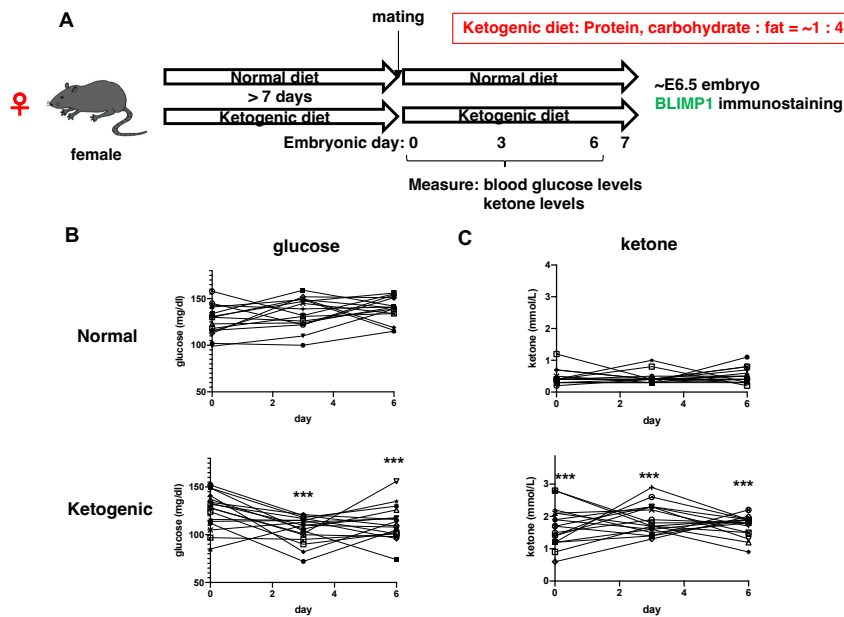 A
mating
Ketogenic diet: Protein, carbohydrate : fat = ~1 : 4
♀
female
Normal diet
Normal diet
> 7 days
Ketogenic diet
Ketogenic diet
~E6.5 embryo
BLIMP1 immunostaining
Embryonic day: 0 3 6 7
Measure: blood glucose levels
ketone levels
B
glucose
C
ketone
Normal
glucose (mg/dl)
150
100
50
0 2 4 6
day
ketone (mmol/L)
4
3
2
1
0
0 2 4 6
day
Ketogenic
glucose (mg/dl)
150
100
50
0 2 4 6
day
***
***
ketone (mmol/L)
3
2
1
0
0 2 4 6
day
***
***
***